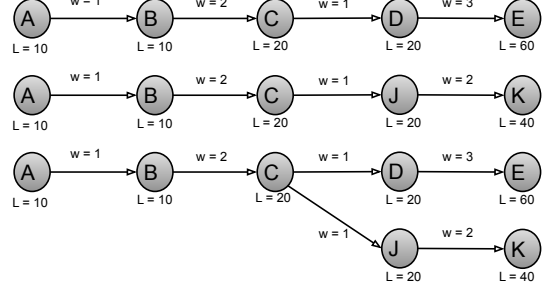 w = 1 w = 2 w = 1 w = 3
A B C D E
L = 10 L = 10 L = 20 L = 20 L = 60
w = 1 w = 2 w = 1 w = 2
A B C J K
L = 10 L = 10 L = 20 L = 20 L = 40
w = 1 w = 2 w = 1 w = 3
A B C D E
L = 10 L = 10 L = 20 L = 20 L = 60
w = 1 w = 2
J K
L = 20 L = 40